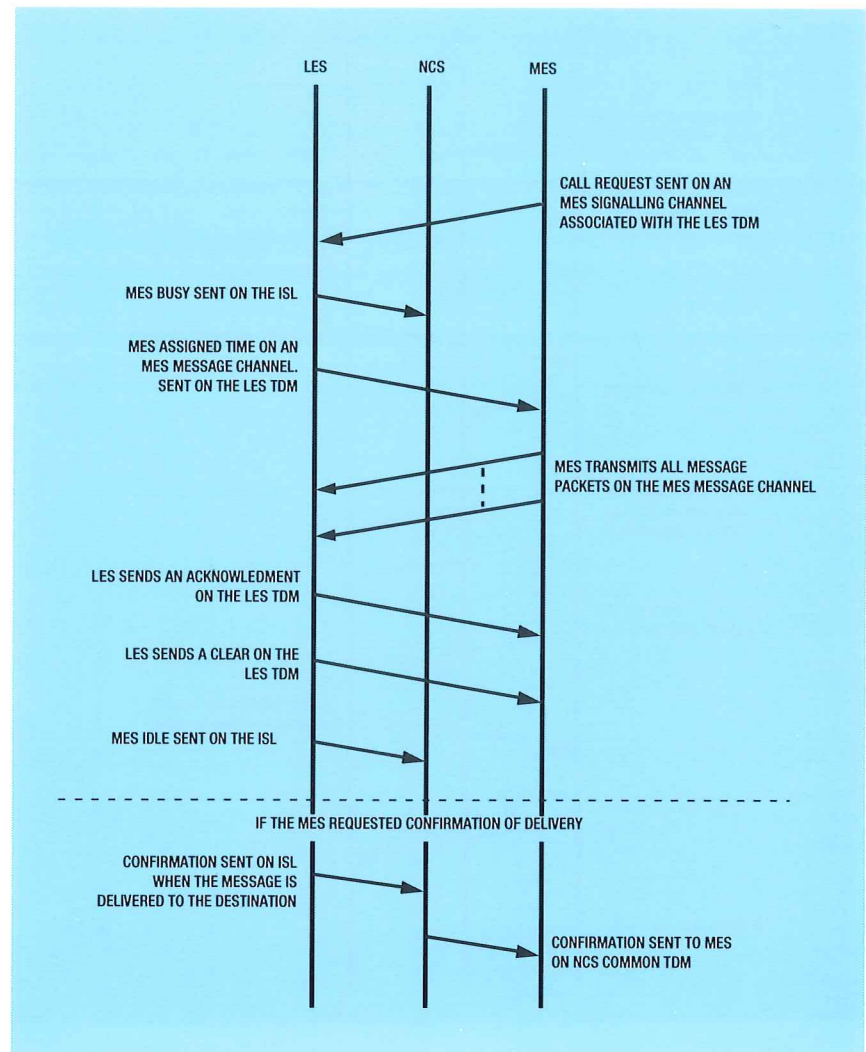 LES NCS MES
CALL REQUEST SENT ON AN
MES SIGNALLING CHANNEL
ASSOCIATED WITH THE LES TDM
MES BUSY SENT ON THE ISL
MES ASSIGNED TIME ON AN
MES MESSAGE CHANNEL.
SENT ON THE LES TDM
MES TRANSMITS ALL MESSAGE
PACKETS ON THE MES MESSAGE CHANNEL
LES SENDS AN ACKNOWLEDMENT
ON THE LES TDM
LES SENDS A CLEAR ON THE
LES TDM
MES IDLE SENT ON THE ISL
IF THE MES REQUESTED CONFIRMATION OF DELIVERY
CONFIRMATION SENT ON ISL
WHEN THE MESSAGE IS
DELIVERED TO THE DESTINATION
CONFIRMATION SENT TO MES
ON NCS COMMON TDM